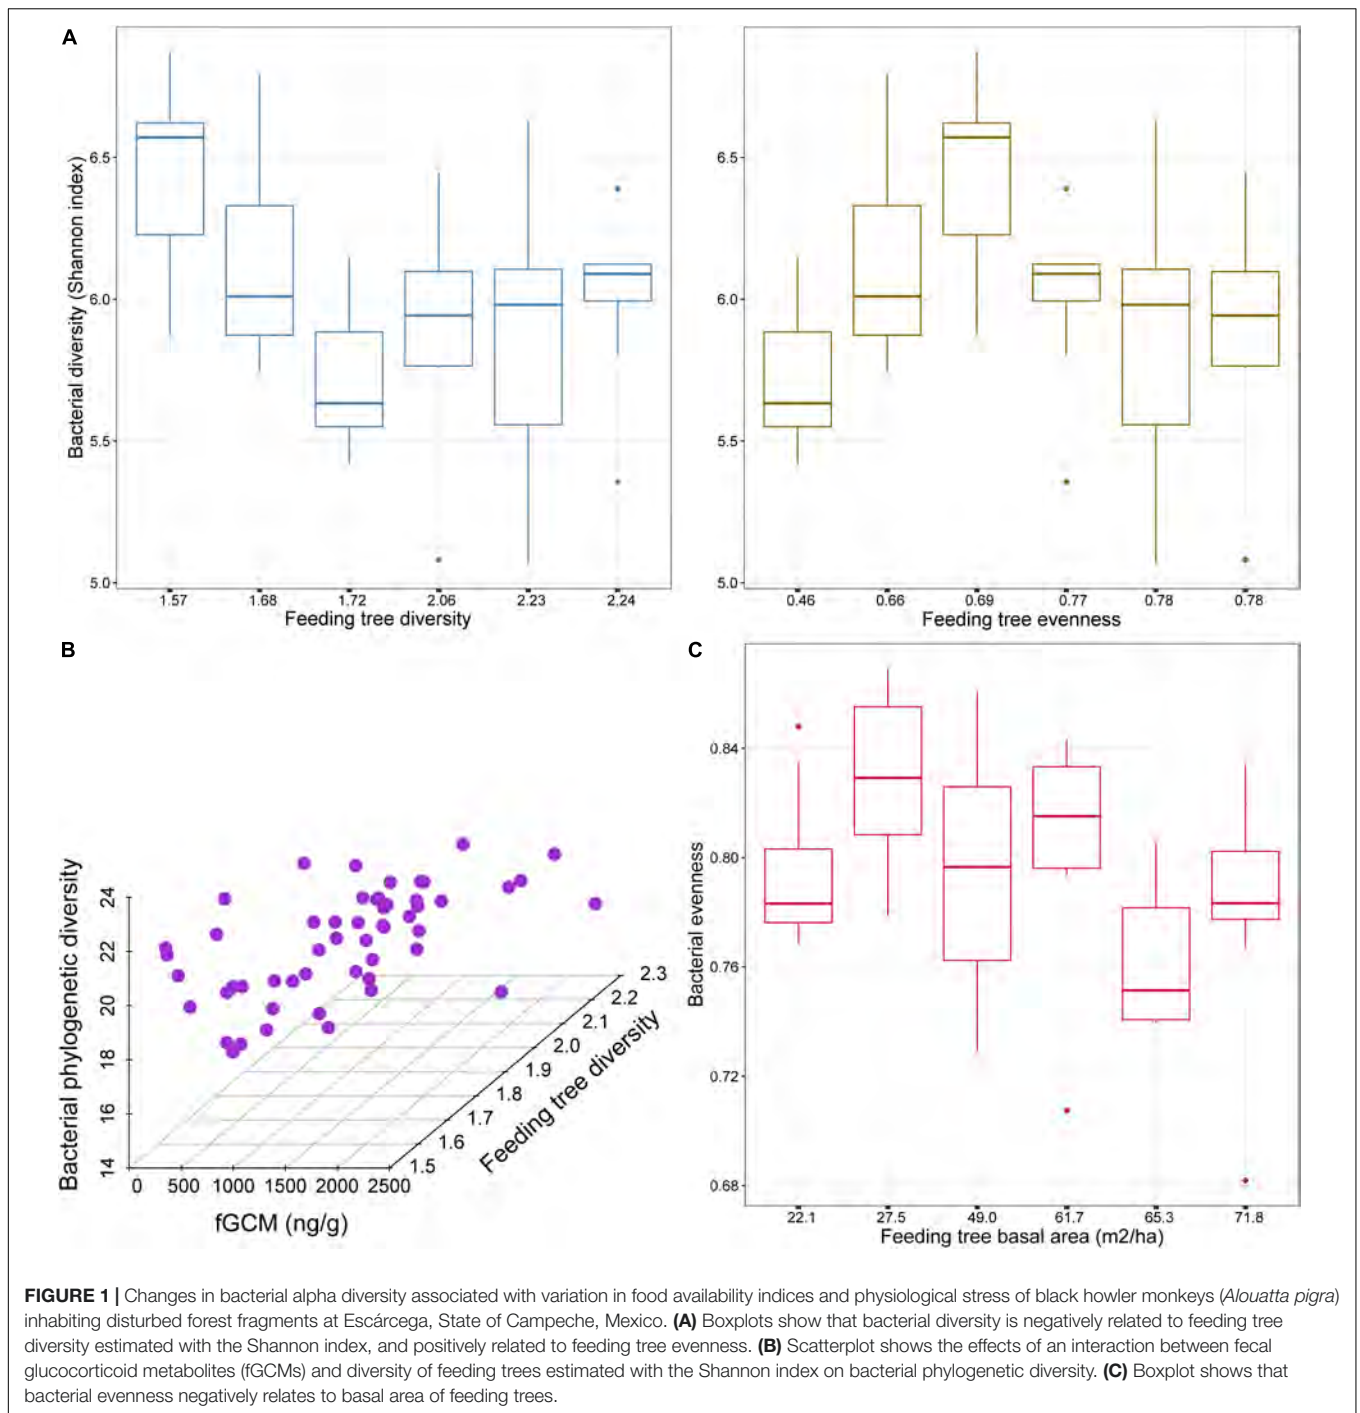 A
Bacterial diversity (Shannon index)
6.5
6.0
5.5
5.0
1.57 1.68 1.72 2.06 2.23 2.24
Feeding tree diversity
6.5
6.0
5.5
5.0
0.46 0.66 0.69 0.77 0.78 0.78
Feeding tree evenness
B
Bacterial phylogenetic diversity
24
22
20
18
16
14
0 500 1000 1500 2000 2500
fGCM (ng/g)
2.3
2.2
2.1
2.0
1.9
1.8
1.7
1.6
1.5
Feeding tree diversity
C
Bacterial evenness
0.84
0.80
0.76
0.72
0.68
22.1 27.5 49.0 61.7 65.3 71.8
Feeding tree basal area (m2/ha)
FIGURE 1 | Changes in bacterial alpha diversity associated with variation in food availability indices and physiological stress of black howler monkeys (Alouatta pigra)
inhabiting disturbed forest fragments at Escárcega, State of Campeche, Mexico. (A) Boxplots show that bacterial diversity is negatively related to feeding tree
diversity estimated with the Shannon index, and positively related to feeding tree evenness. (B) Scatterplot shows the effects of an interaction between fecal
glucocorticoid metabolites (fGCMs) and diversity of feeding trees estimated with the Shannon index on bacterial phylogenetic diversity. (C) Boxplot shows that
bacterial evenness negatively relates to basal area of feeding trees.